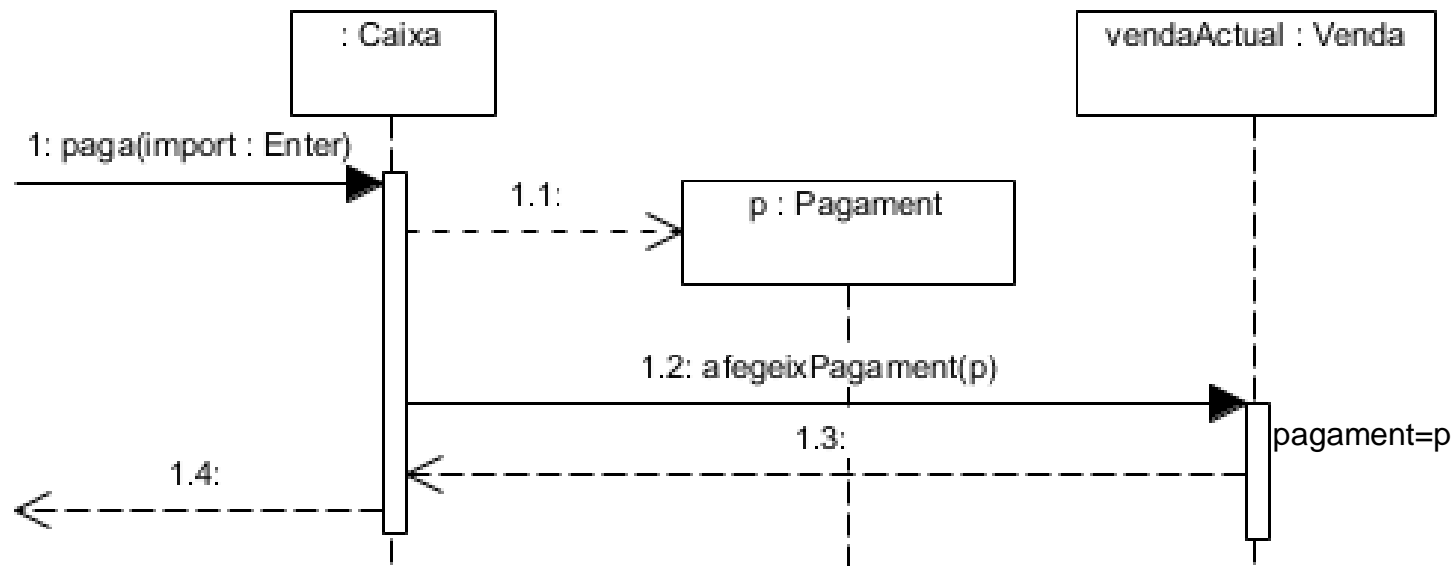 : Caixa
vendaActual : Venda
1: paga(import : Enter)
1.1:
p : Pagament
1.2: afegeixPagament(p)
pagament=p
1.3:
1.4: